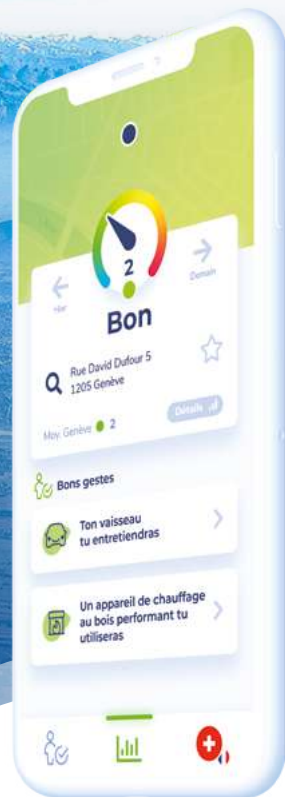 2
Hier
Demain
Bon
Rue David Dufour 5
1205 Genève
Moy. Genève 2
Détails
Bons gestes
Ton vaisseau
tu entretiendras
Un appareil de chauffage
au bois performant tu
utiliseras